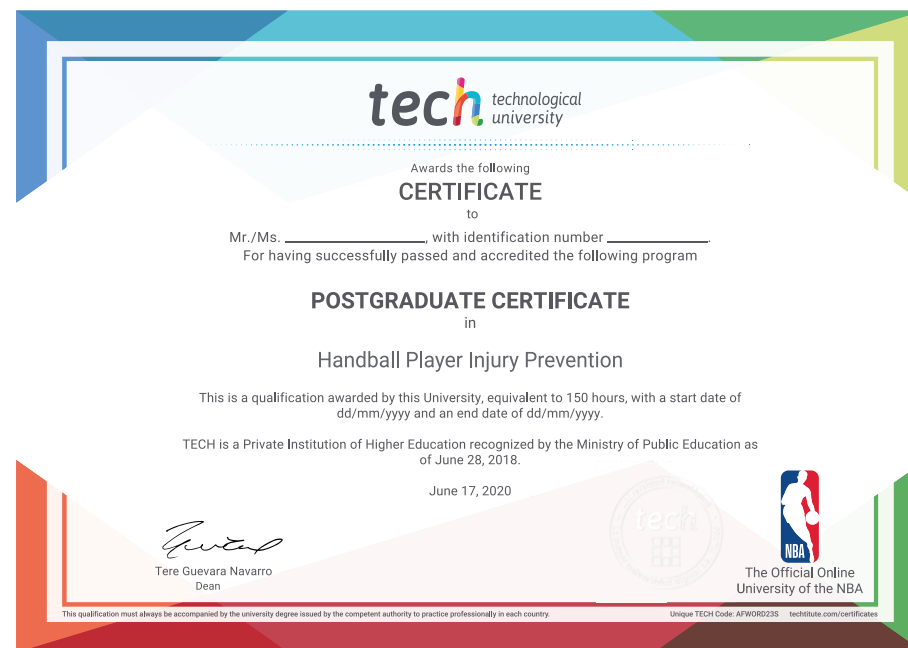 tech technological
university
Awards the following
CERTIFICATE
to
Mr./Ms. ____________________, with identification number ______________.
For having successfully passed and accredited the following program
POSTGRADUATE CERTIFICATE
in
Handball Player Injury Prevention
This is a qualification awarded by this University, equivalent to 150 hours, with a start date of
dd/mm/yyyy and an end date of dd/mm/yyyy.
TECH is a Private Institution of Higher Education recognized by the Ministry of Public Education as
of June 28, 2018.
June 17, 2020
tech
NBA
Tere Guevara Navarro
Dean
The Official Online
University of the NBA
This qualification must always be accompanied by the university degree issued by the competent authority to practice professionally in each country.
Unique TECH Code: AFWORD23S techtitute.com/certificates